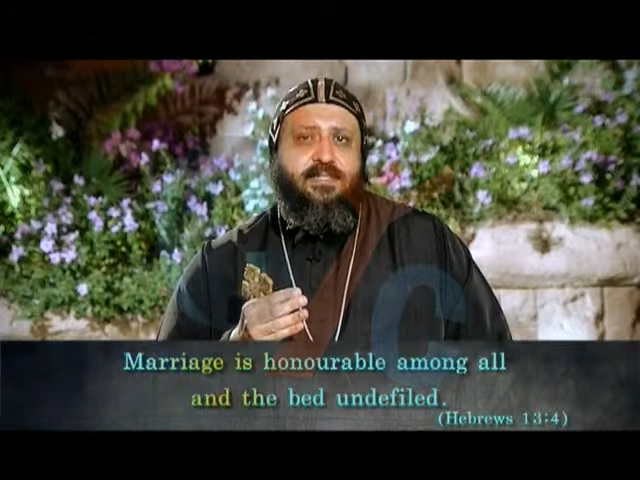 Marriage is honourable among all
and the bed undefiled.
(Hebrews 13:4)